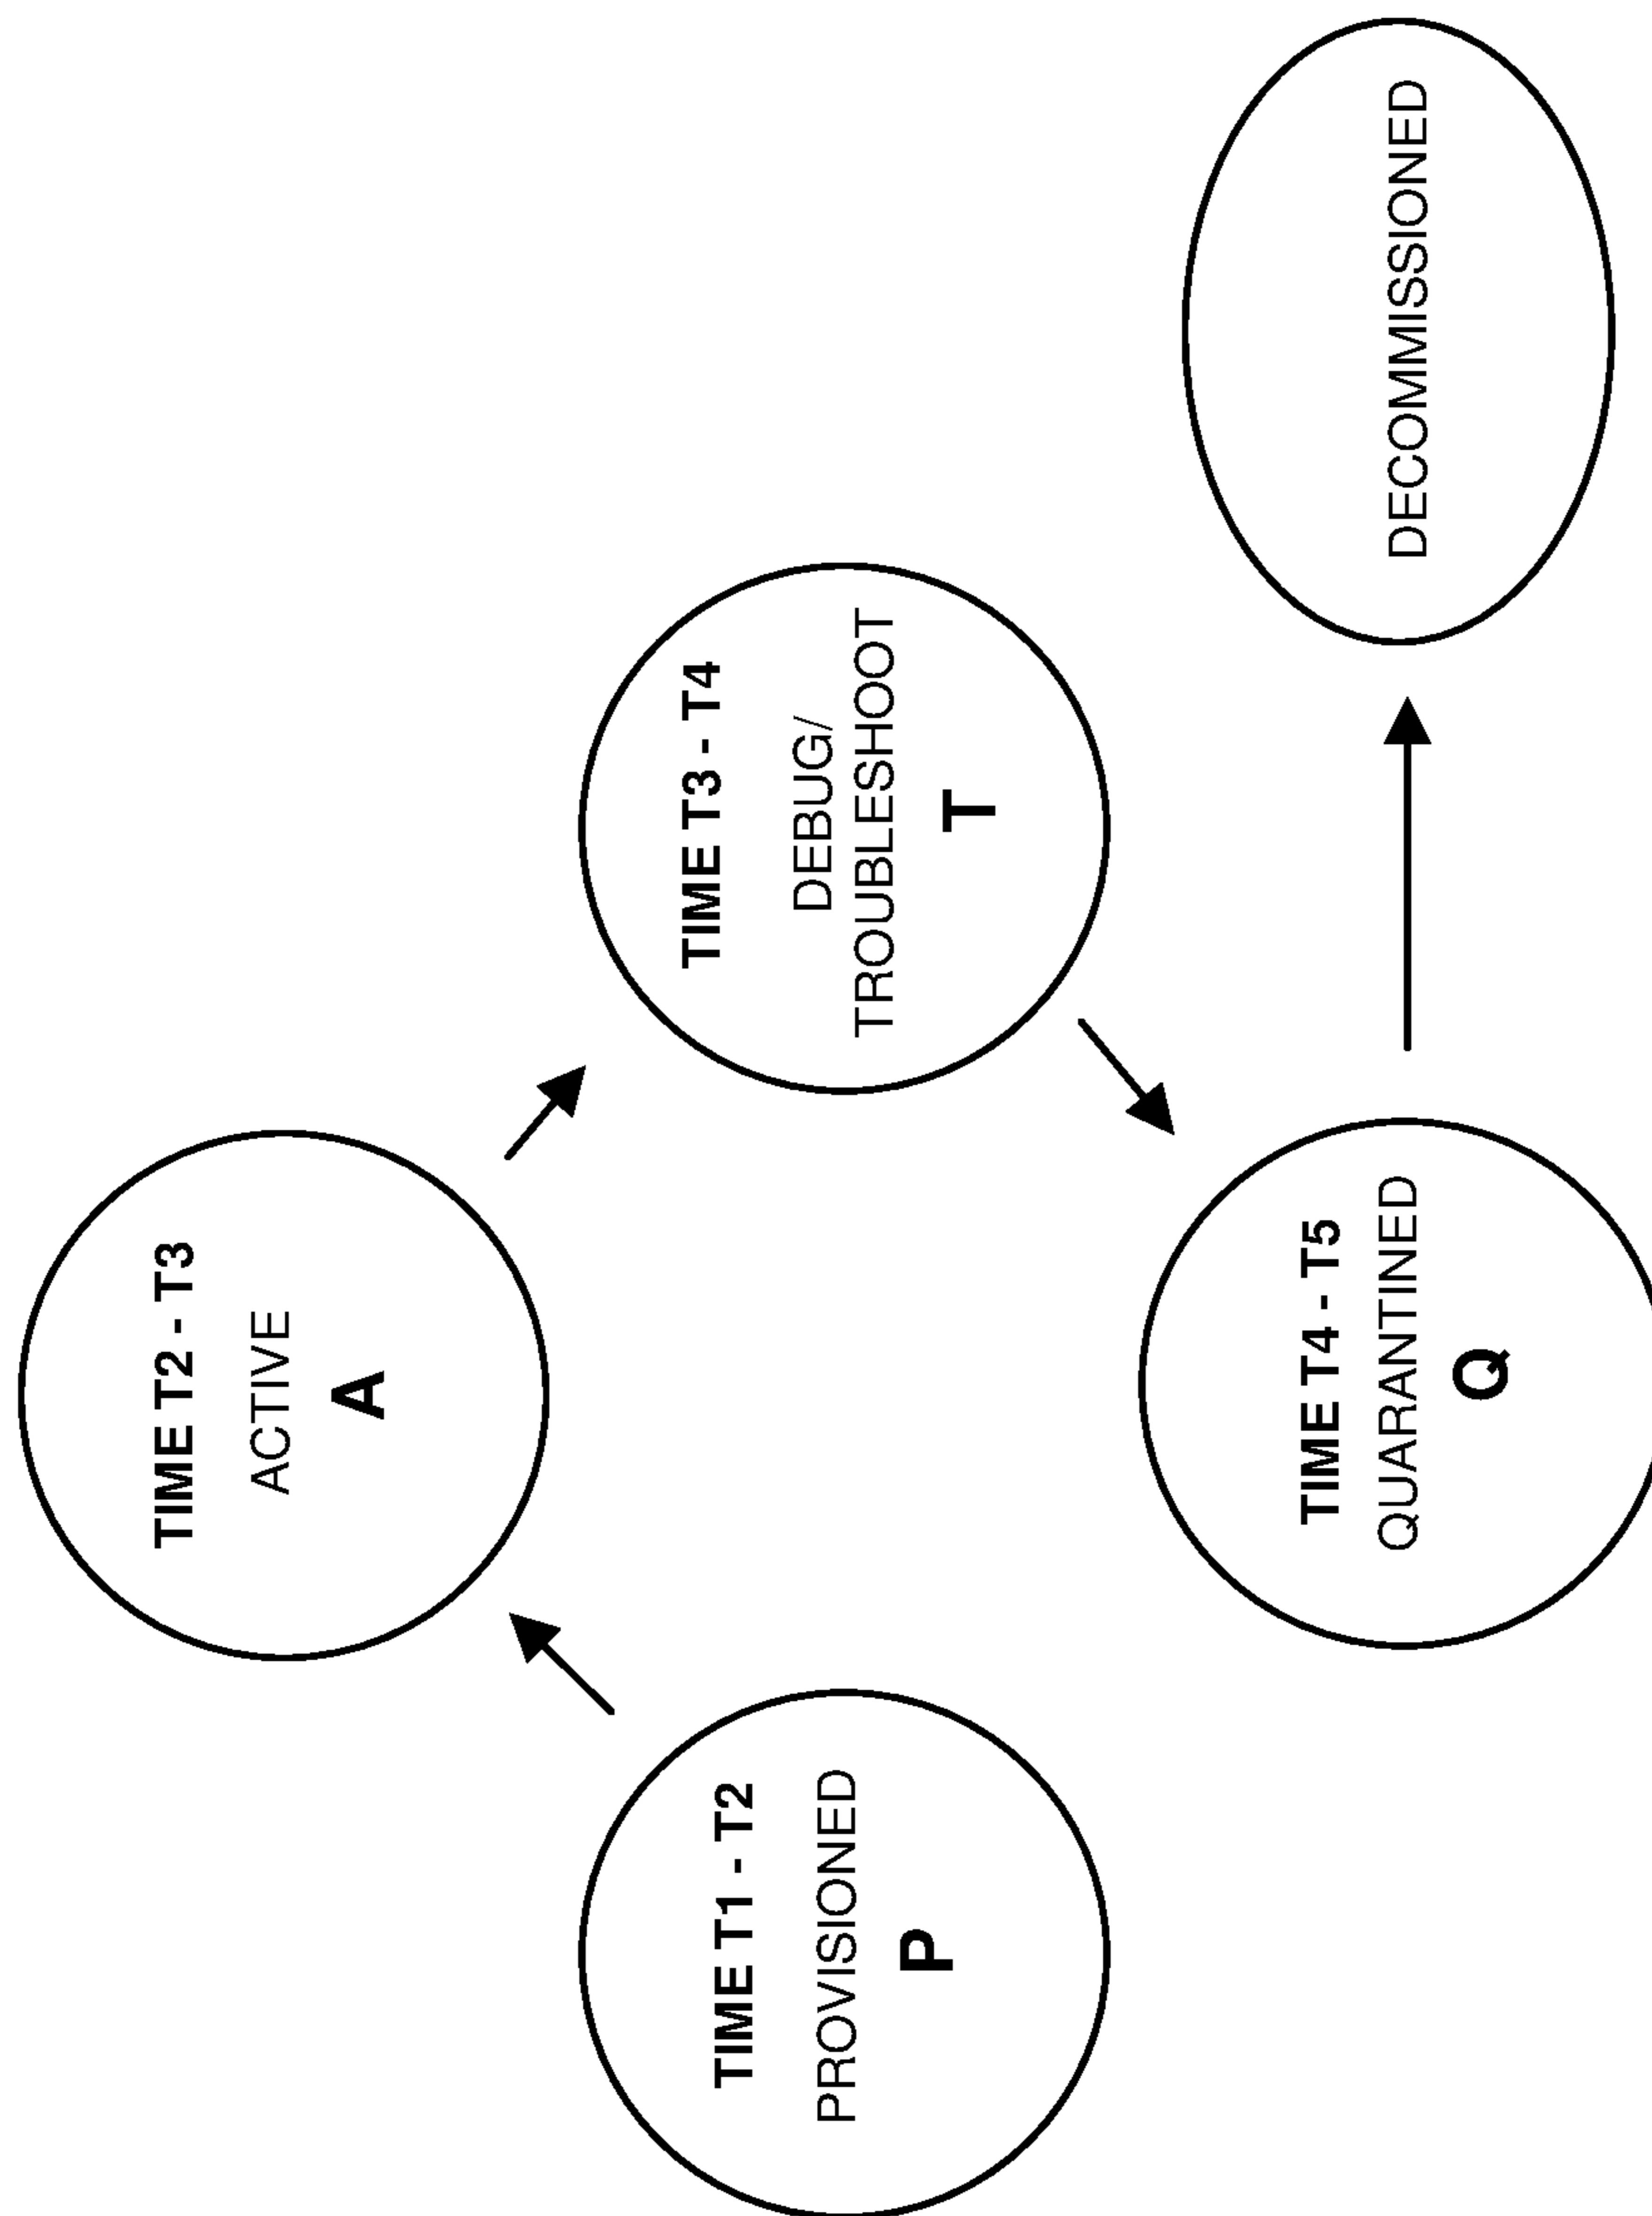 TIME T2 - T3
ACTIVE
A
TIME T1 - T2
PROVISIONED
P
TIME T3 - T4
DEBUG/
TROUBLESHOOT
T
TIME T4 - T5
QUARANTINED
Q
DECOMMISSIONED